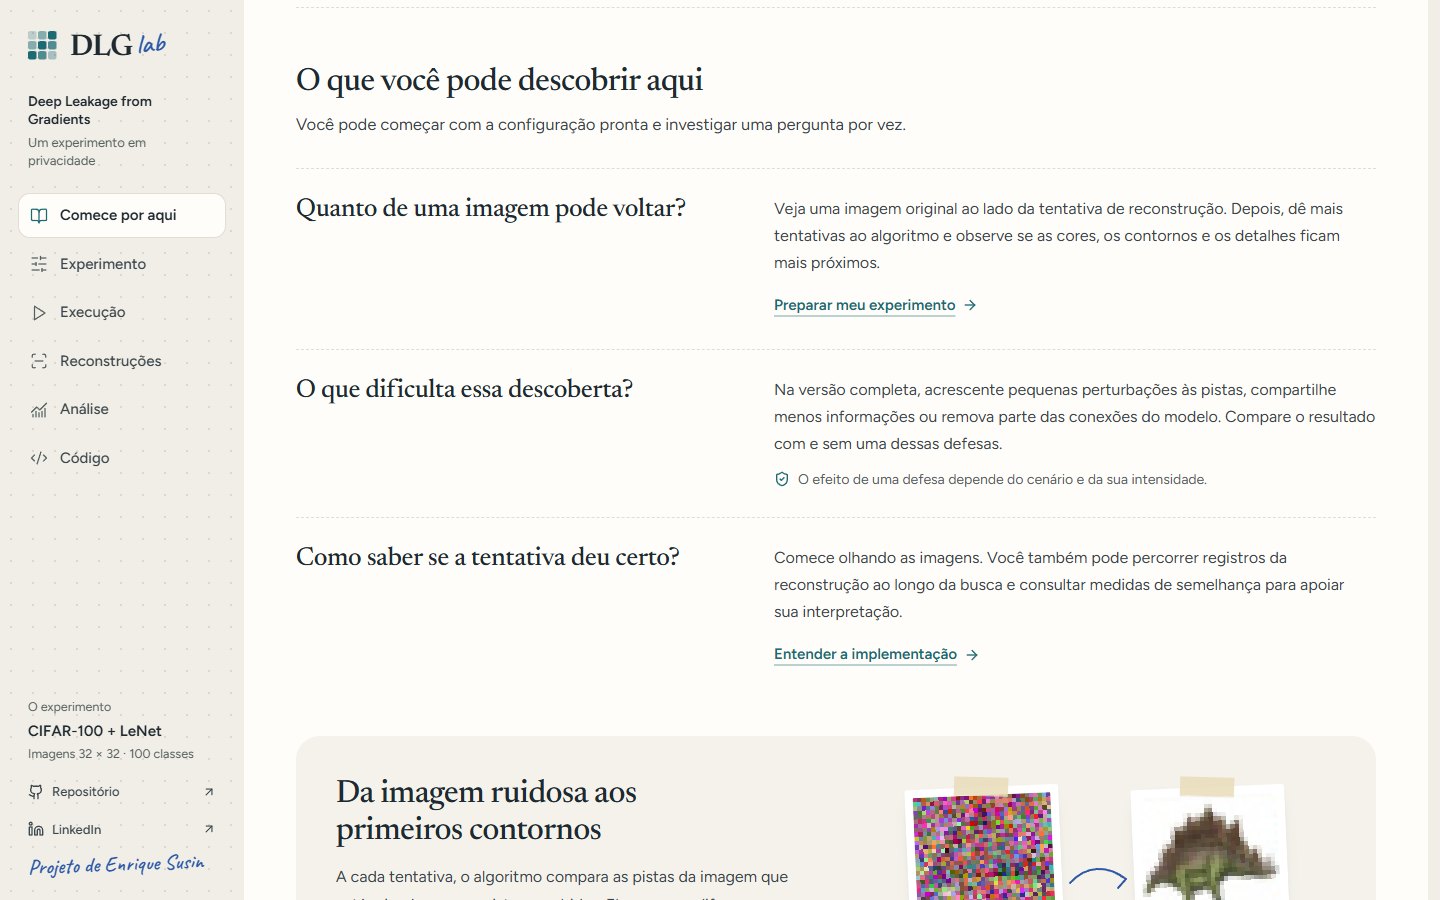 DLG lab
Deep Leakage from
Gradients
Um experimento em
privacidade
Comece por aqui
Experimento
Execução
Reconstruções
Análise
Código
O experimento
CIFAR-100 + LeNet
Imagens 32 × 32 · 100 classes
Repositório
LinkedIn
Projeto de Enrique Susin
O que você pode descobrir aqui
Você pode começar com a configuração pronta e investigar uma pergunta por vez.
Quanto de uma imagem pode voltar?
Veja uma imagem original ao lado da tentativa de reconstrução. Depois, dê mais
tentativas ao algoritmo e observe se as cores, os contornos e os detalhes ficam
mais próximos.
Preparar meu experimento
O que dificulta essa descoberta?
Na versão completa, acrescente pequenas perturbações às pistas, compartilhe
menos informações ou remova parte das conexões do modelo. Compare o resultado
com e sem uma dessas defesas.
O efeito de uma defesa depende do cenário e da sua intensidade.
Como saber se a tentativa deu certo?
Comece olhando as imagens. Você também pode percorrer registros da
reconstrução ao longo da busca e consultar medidas de semelhança para apoiar
sua interpretação.
Entender a implementação
Da imagem ruidosa aos
primeiros contornos
A cada tentativa, o algoritmo compara as pistas da imagem que